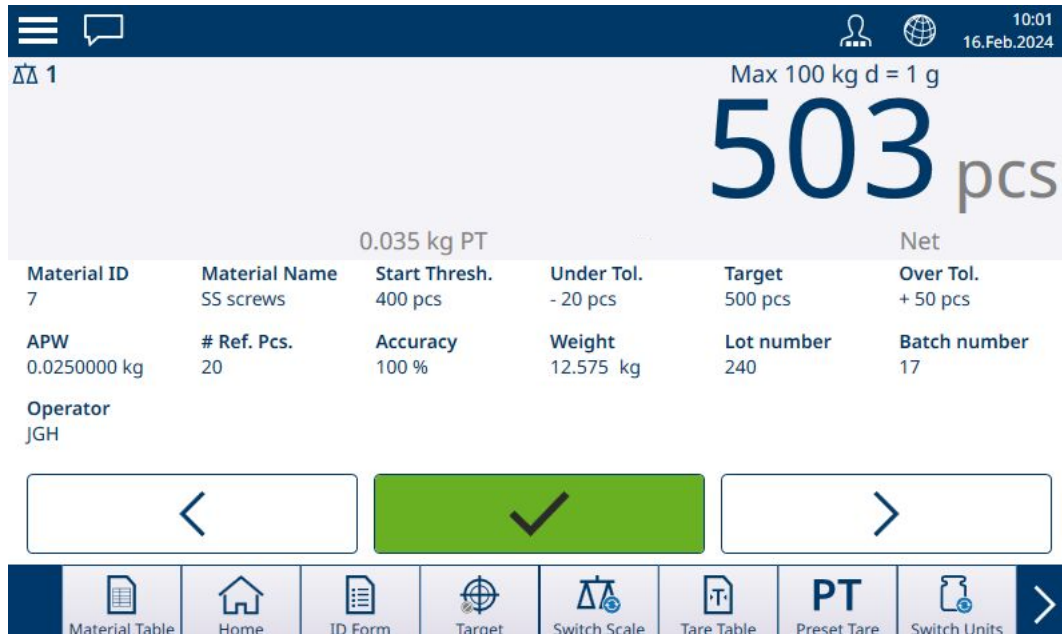 10:01
16.Feb.2024
1
Max 100 kg d = 1 g
503 pcs
0.035 kg PT
Net
Material ID Material Name Start Thresh. Under Tol. Target Over Tol.
7 SS screws 400 pcs - 20 pcs 500 pcs + 50 pcs
APW # Ref. Pcs. Accuracy Weight Lot number Batch number
0.0250000 kg 20 100 % 12.575 kg 240 17
Operator
JGH
T
PT
Material Table Home ID Form Target Switch Scale Tare Table Preset Tare Switch Units